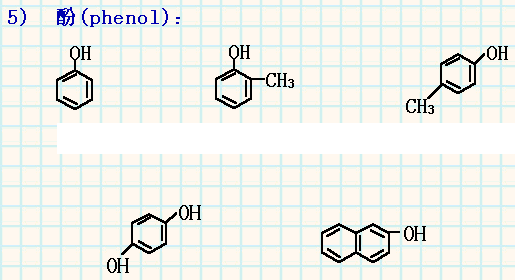 5) 酚(phenol):
OH OH OH
CH3
CH3
OH OH
OH